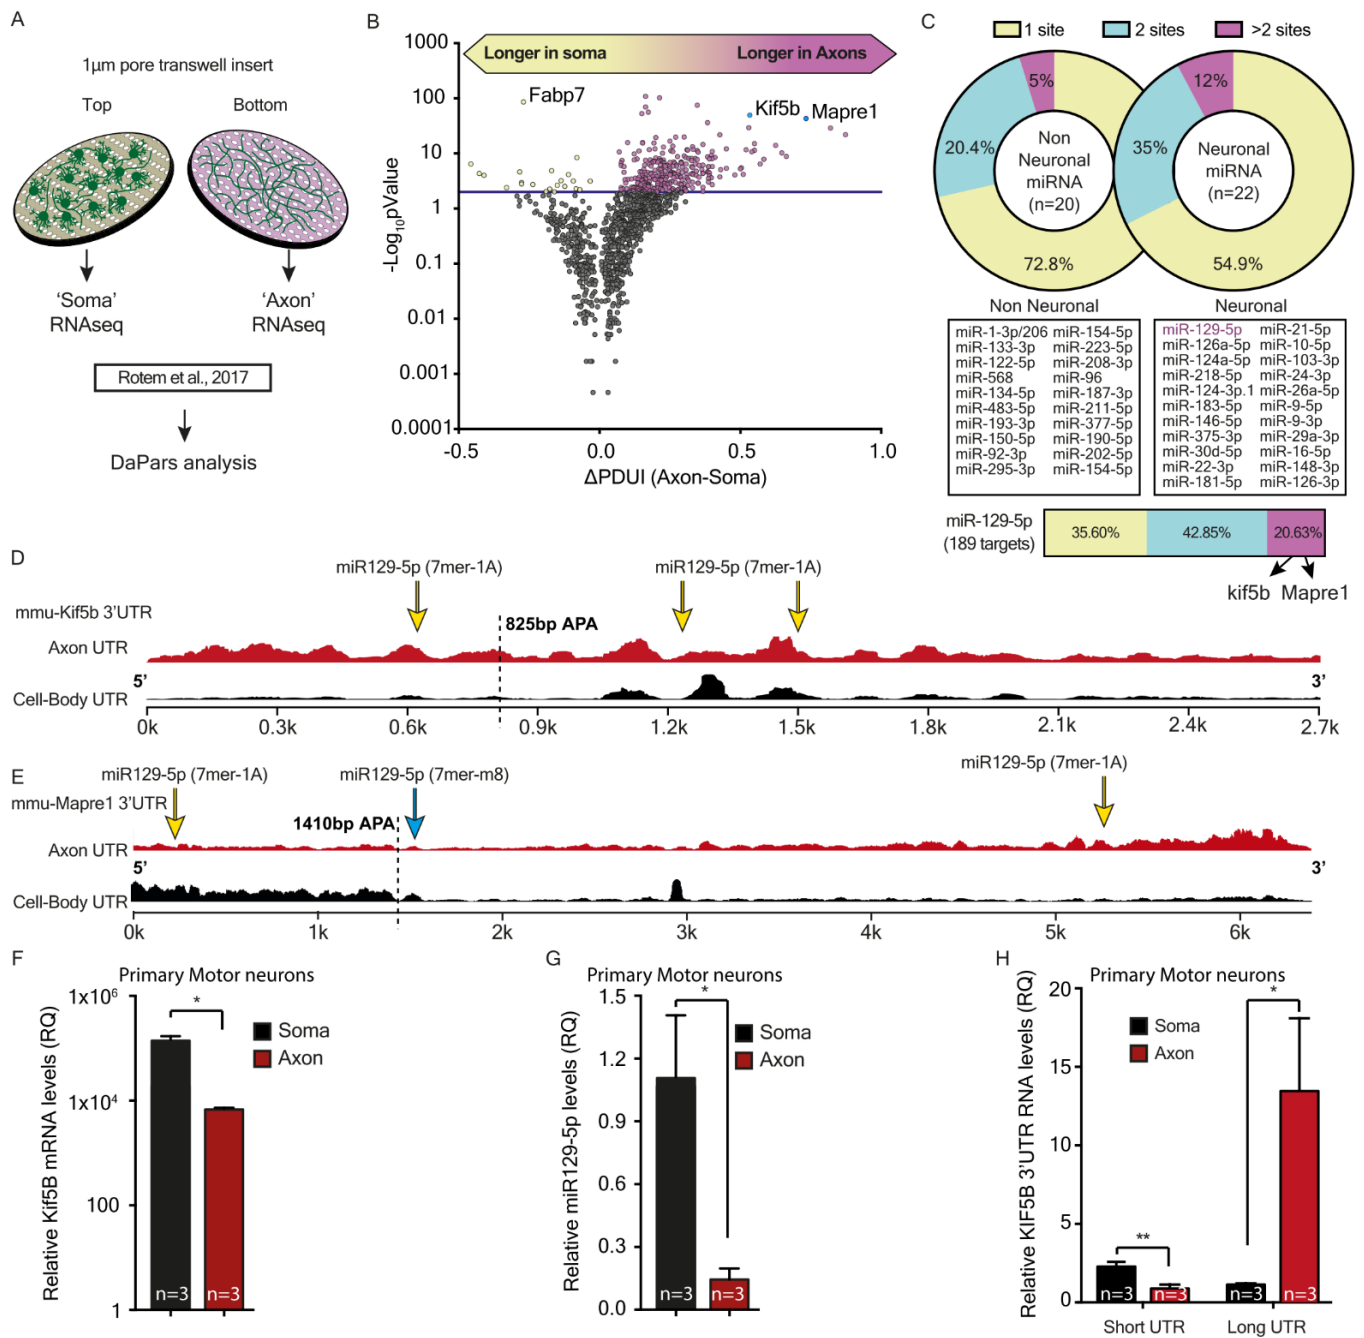 A
1µm pore transwell insert
Top
Bottom
‘Soma’
RNAseq
‘Axon’
RNAseq
Rotem et al., 2017
DaPars analysis
B
Longer in soma
Longer in Axons
Fabp7
Kif5b
Mapre1
-Log10pValue
1000
100
10
1
0.1
0.01
0.001
0.0001
-0.5
0.0
0.5
1.0
ΔPDUI (Axon-Soma)
C
1 site
2 sites
>2 sites
5%
20.4%
72.8%
Non
Neuronal
miRNA
(n=20)
12%
35%
54.9%
Neuronal
miRNA
(n=22)
Non Neuronal
miR-1-3p/206 miR-154-5p
miR-133-3p miR-223-5p
miR-122-5p miR-208-3p
miR-568 miR-96
miR-134-5p miR-187-3p
miR-483-5p miR-211-5p
miR-193-3p miR-377-5p
miR-150-5p miR-190-5p
miR-92-3p miR-202-5p
miR-295-3p miR-154-5p
Neuronal
miR-129-5p miR-21-5p
miR-126a-5p miR-10-5p
miR-124a-5p miR-103-3p
miR-218-5p miR-24-3p
miR-124-3p.1 miR-26a-5p
miR-183-5p miR-9-5p
miR-146-5p miR-9-3p
miR-375-3p miR-29a-3p
miR-30d-5p miR-16-5p
miR-22-3p miR-148-3p
miR-181-5p miR-126-3p
miR-129-5p
(189 targets)
35.60%
42.85%
20.63%
kif5b Mapre1
D
miR129-5p (7mer-1A)
miR129-5p (7mer-1A)
mmu-Kif5b 3’UTR
825bp APA
Axon UTR
5’
3’
Cell-Body UTR
0k 0.3k 0.6k 0.9k 1.2k 1.5k 1.8k 2.1k 2.4k 2.7k
E
miR129-5p (7mer-1A)
miR129-5p (7mer-m8)
miR129-5p (7mer-1A)
mmu-Mapre1 3’UTR
1410bp APA
Axon UTR
5’
3’
Cell-Body UTR
0k 1k 2k 3k 4k 5k 6k
F
Primary Motor neurons
Relative Kif5B mRNA levels (RQ)
1x10^6
1x10^4
100
1
*
Soma
Axon
n=3
n=3
G
Primary Motor neurons
Relative miR129-5p levels (RQ)
1.5
1.2
0.9
0.6
0.3
0.0
*
Soma
Axon
n=3
n=3
H
Primary Motor neurons
Relative KIF5B 3’UTR RNA levels (RQ)
20
15
10
5
0
Soma
Axon
**
*
n=3
n=3
n=3
n=3
Short UTR
Long UTR